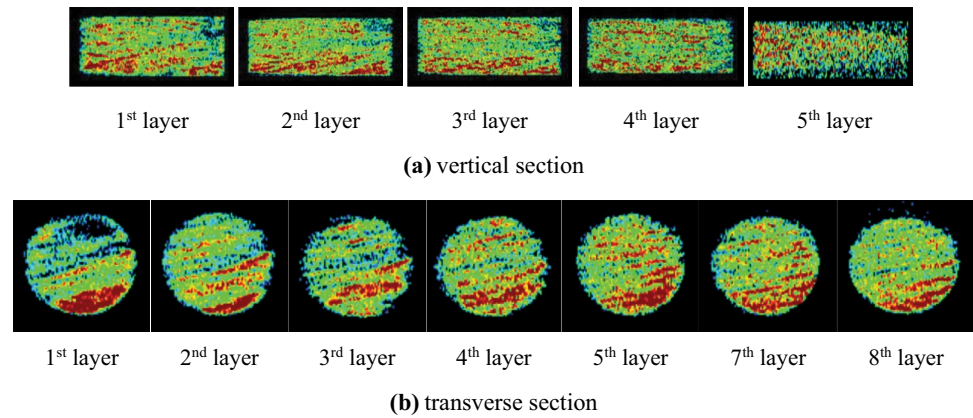 1st layer 2nd layer 3rd layer 4th layer 5th layer
(a) vertical section
1st layer 2nd layer 3rd layer 4th layer 5th layer 7th layer 8th layer
(b) transverse section